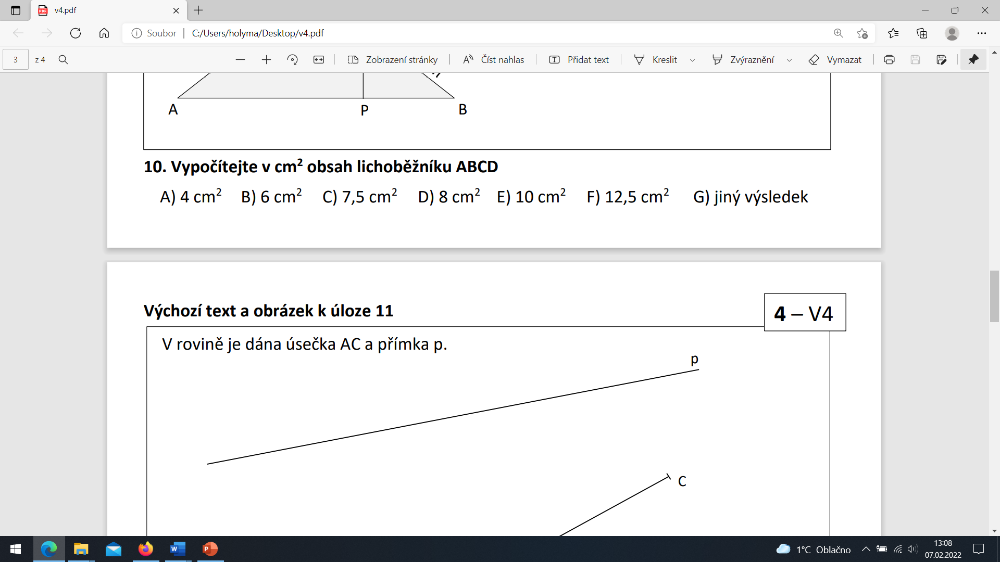 v4.pdf
Soubor C:/Users/holyma/Desktop/v4.pdf
3 z 4 Zobrazení stránky Číst nahlas Přidat text Kreslit Zvýraznění Vymazat
A P B
10. Vypočítejte v cm² obsah lichoběžníku ABCD
A) 4 cm² B) 6 cm² C) 7,5 cm² D) 8 cm² E) 10 cm² F) 12,5 cm² G) jiný výsledek
Výchozí text a obrázek k úloze 11
4 – V4
V rovině je dána úsečka AC a přímka p.
p
C
1°C Oblačno
13:08
07.02.2022